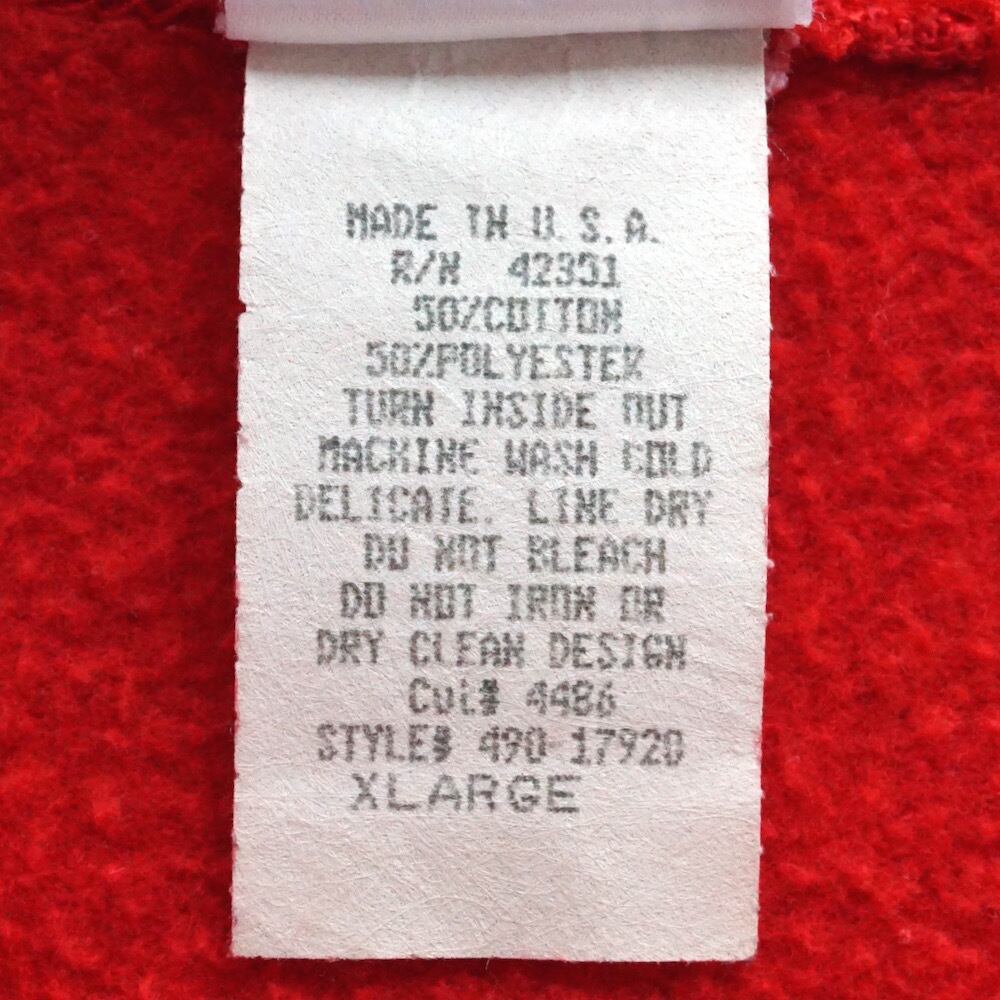 MADE IN U.S.A.
R/N 42391
50%COTTON
50%POLYESTER
TURN INSIDE OUT
MACHINE WASH COLD
DELICATE. LINE DRY
DO NOT BLEACH
DO NOT IRON OR
DRY CLEAN DESIGN
Cut# 4486
STYLE# 490-17920
XLARGE